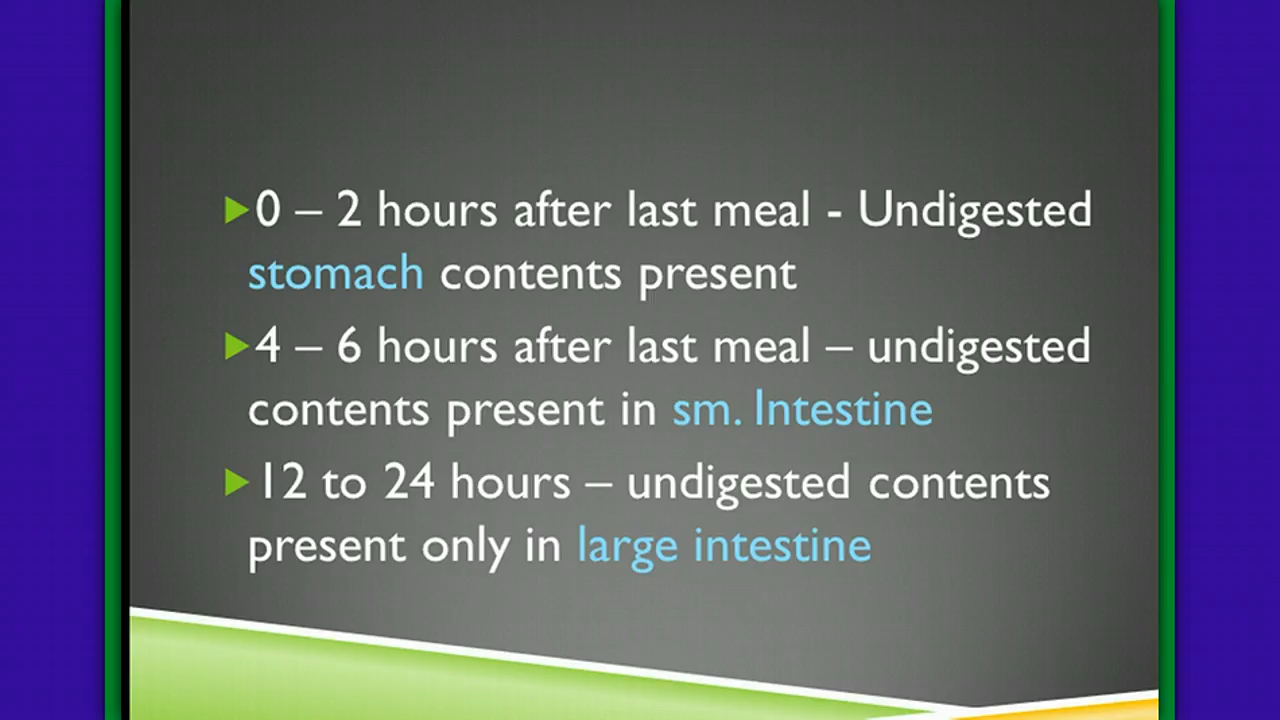 0 – 2 hours after last meal - Undigested
stomach contents present
4 – 6 hours after last meal – undigested
contents present in sm. Intestine
12 to 24 hours – undigested contents
present only in large intestine